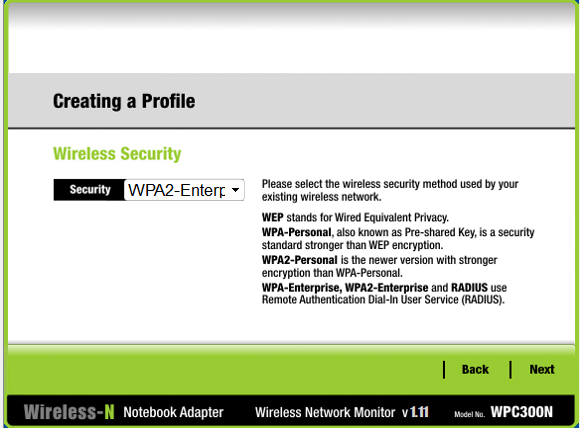 Creating a Profile
Wireless Security
Security WPA2-Enterp
Please select the wireless security method used by your
existing wireless network.
WEP stands for Wired Equivalent Privacy.
WPA-Personal, also known as Pre-shared Key, is a security
standard stronger than WEP encryption.
WPA2-Personal is the newer version with stronger
encryption than WPA-Personal.
WPA-Enterprise, WPA2-Enterprise and RADIUS use
Remote Authentication Dial-In User Service (RADIUS).
Back Next
Wireless-N Notebook Adapter Wireless Network Monitor v 1.11 Model No. WPC300N